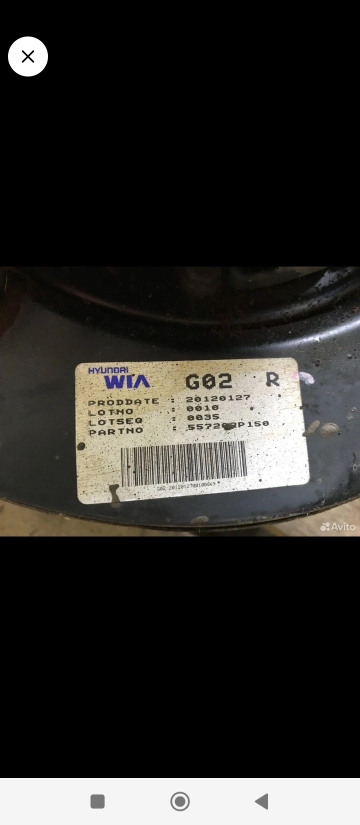 HYUNDAI
WIA G02 R
PRODDATE : 20120127
LOTNO : 0010
LOTSEQ : 0035
PARTNO :
Avito